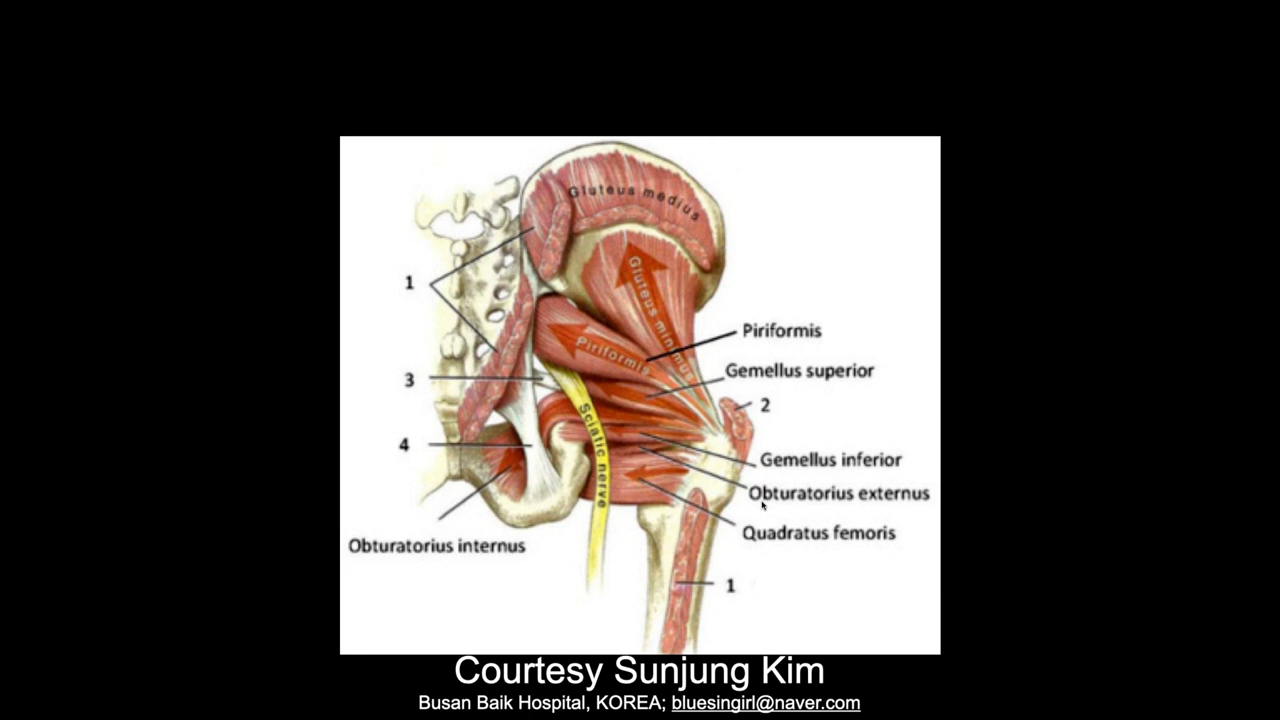 Gluteus medius
1
Gluteus minimus
Piriformis
Piriformis
Gemellus superior
3
2
Sciatic nerve
4
Gemellus inferior
Obturatorius externus
Quadratus femoris
Obturatorius internus
1
Courtesy Sunjung Kim
Busan Baik Hospital, KOREA; bluesingirl@naver.com